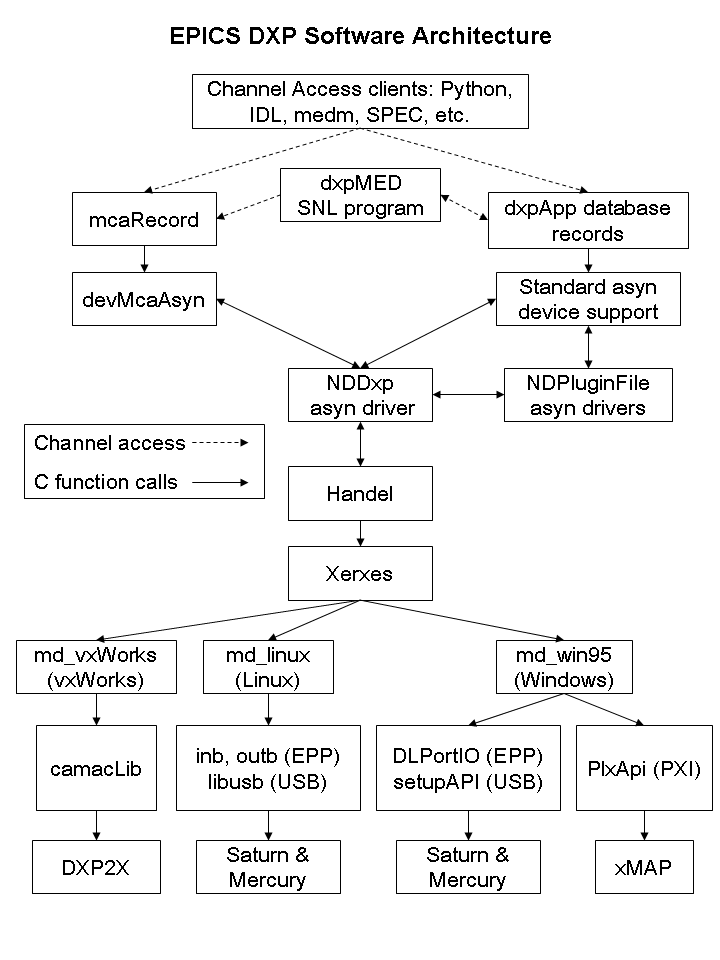 EPICS DXP Software Architecture
Channel Access clients: Python,
IDL, medm, SPEC, etc.
mcaRecord
dxpMED
SNL program
dxpApp database
records
devMcaAsyn
Standard asyn
device support
NDDxp
asyn driver
NDPluginFile
asyn drivers
Channel access
C function calls
Handel
Xerxes
md_vxWorks
(vxWorks)
md_linux
(Linux)
md_win95
(Windows)
camacLib
inb, outb (EPP)
libusb (USB)
DLPortIO (EPP)
setupAPI (USB)
PlxApi (PXI)
DXP2X
Saturn &
Mercury
Saturn &
Mercury
xMAP